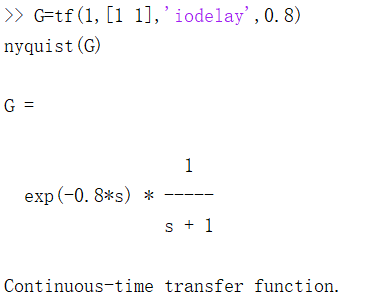 >> G=tf(1,[1 1],'iodelay',0.8)
nyquist(G)
G =
1
exp(-0.8*s) * -----
s + 1
Continuous-time transfer function.